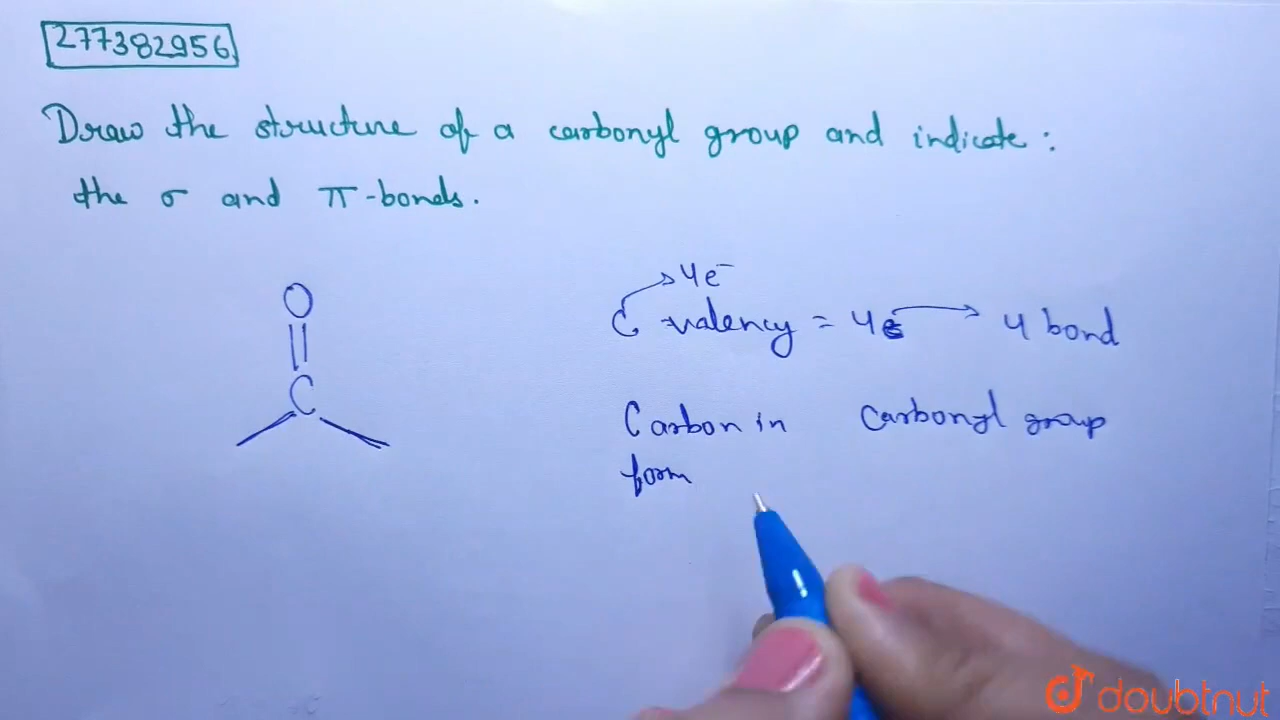 277382956
Draw the structure of a carbonyl group and indicate:
the σ and π-bonds.
O
C
4e⁻
C valency = 4e → 4 bond
Carbon in carbonyl group
form
doubtnut